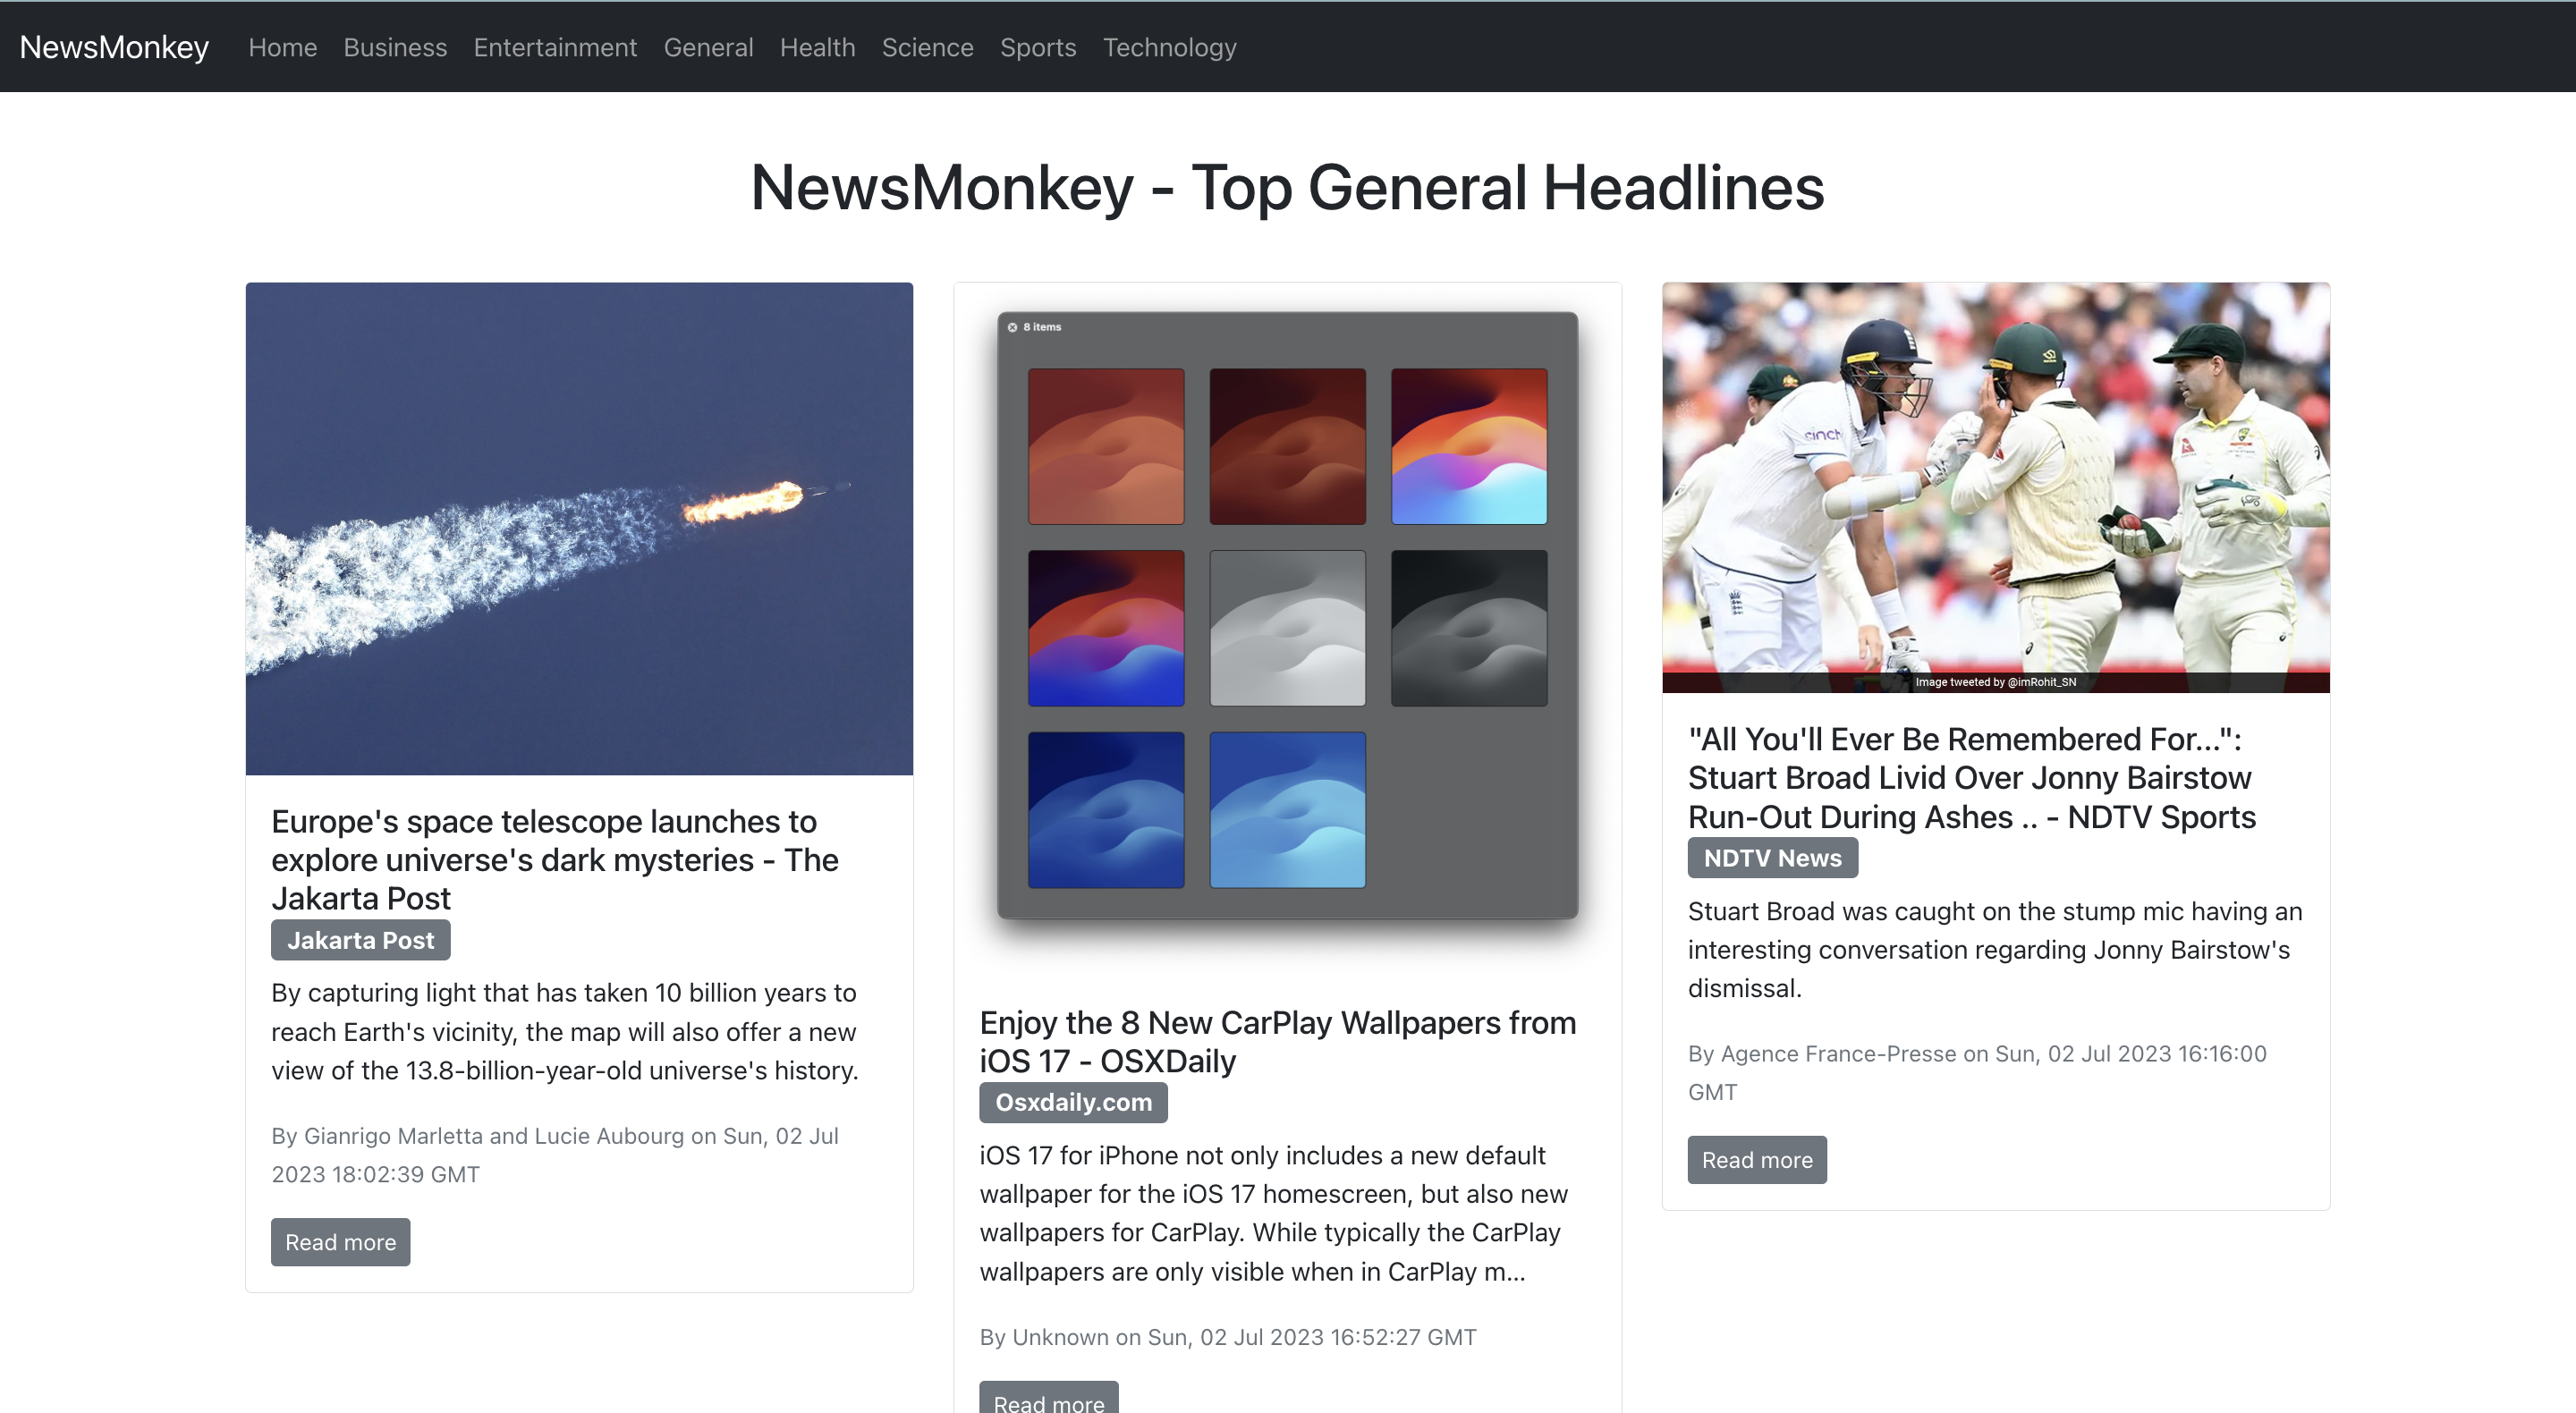 NewsMonkey Home Business Entertainment General Health Science Sports Technology
NewsMonkey - Top General Headlines
8 items
cinch
Image tweeted by @imRohit_SN
Europe's space telescope launches to
explore universe's dark mysteries - The
Jakarta Post
Jakarta Post
By capturing light that has taken 10 billion years to
reach Earth's vicinity, the map will also offer a new
view of the 13.8-billion-year-old universe's history.
By Gianrigo Marletta and Lucie Aubourg on Sun, 02 Jul
2023 18:02:39 GMT
Read more
Enjoy the 8 New CarPlay Wallpapers from
iOS 17 - OSXDaily
Osxdaily.com
iOS 17 for iPhone not only includes a new default
wallpaper for the iOS 17 homescreen, but also new
wallpapers for CarPlay. While typically the CarPlay
wallpapers are only visible when in CarPlay m...
By Unknown on Sun, 02 Jul 2023 16:52:27 GMT
Read more
"All You'll Ever Be Remembered For...":
Stuart Broad Livid Over Jonny Bairstow
Run-Out During Ashes .. - NDTV Sports
NDTV News
Stuart Broad was caught on the stump mic having an
interesting conversation regarding Jonny Bairstow's
dismissal.
By Agence France-Presse on Sun, 02 Jul 2023 16:16:00
GMT
Read more